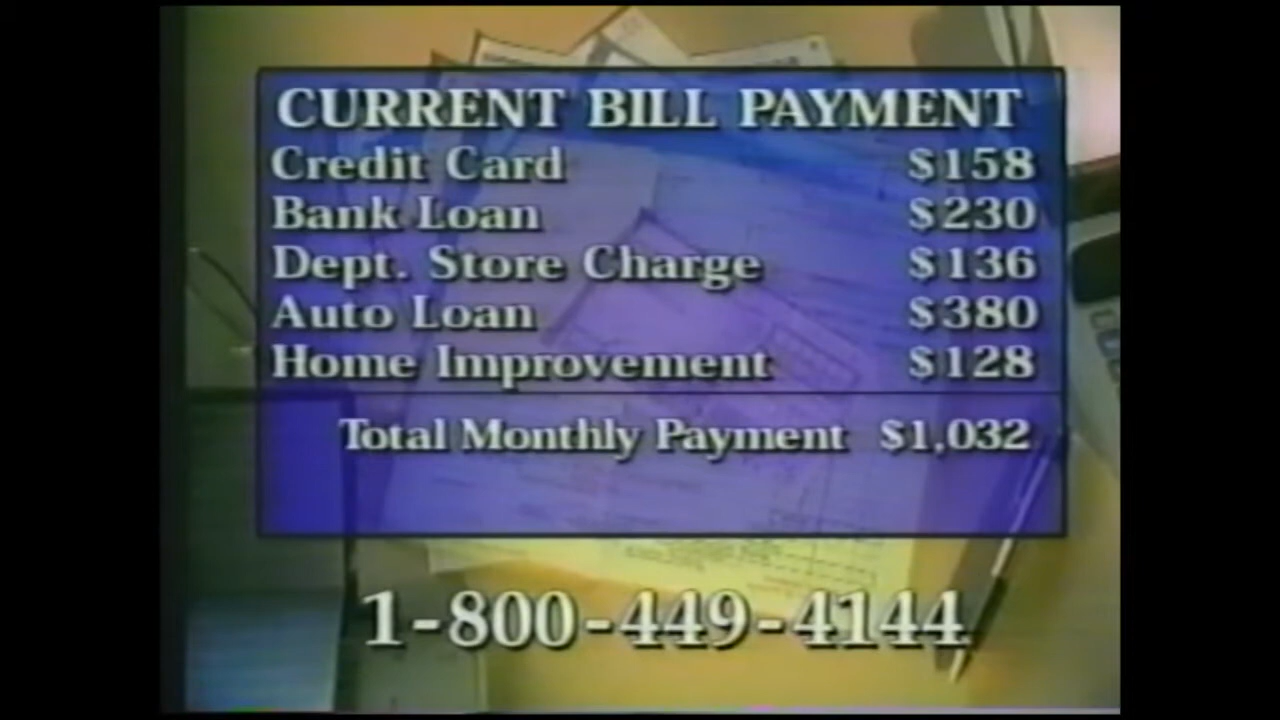 CURRENT BILL PAYMENT
Credit Card $158
Bank Loan $230
Dept. Store Charge $136
Auto Loan $380
Home Improvement $128
Total Monthly Payment $1,032
1-800-449-4144